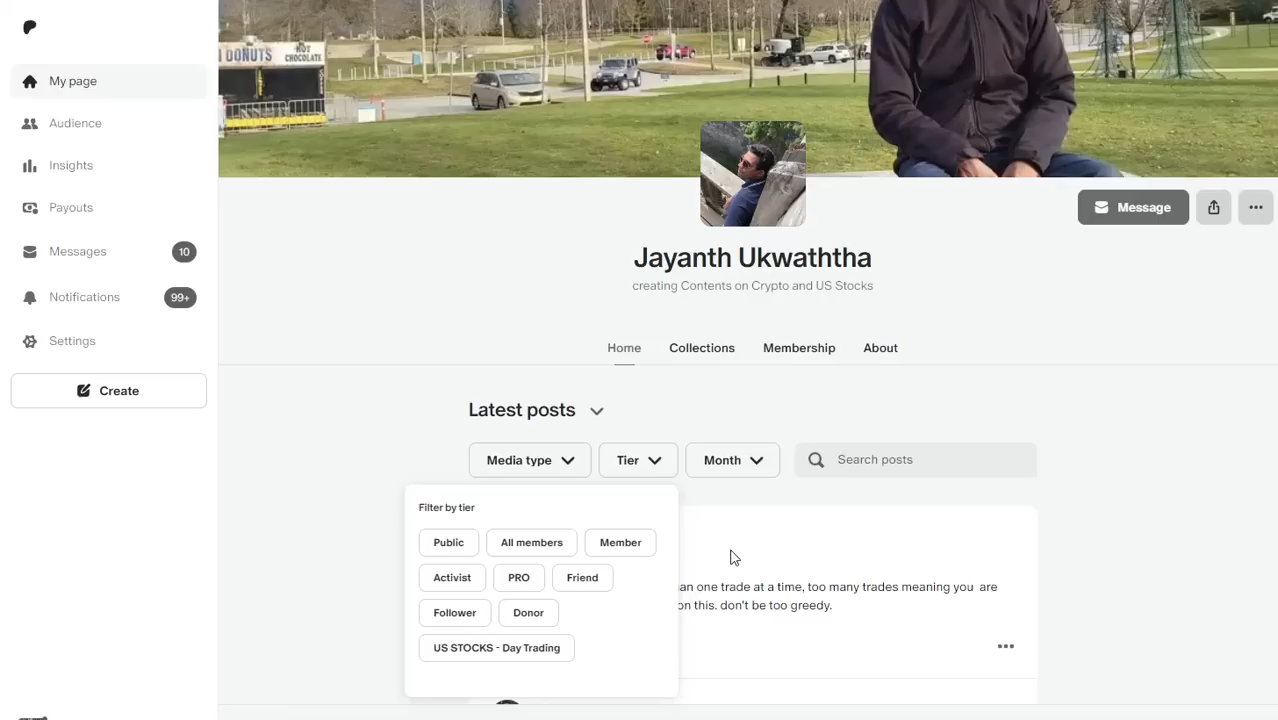 DONUTS
HOT
CHOCOLATE
My page
Audience
Insights
Payouts
Messages
10
Notifications
99+
Settings
Create
Message
Jayanth Ukwaththa
creating Contents on Crypto and US Stocks
Home Collections Membership About
Latest posts
Media type Tier Month Search posts
Filter by tier
Public All members Member
Activist PRO Friend
Follower Donor
US STOCKS - Day Trading
an one trade at a time, too many trades meaning you are
on this. don't be too greedy.